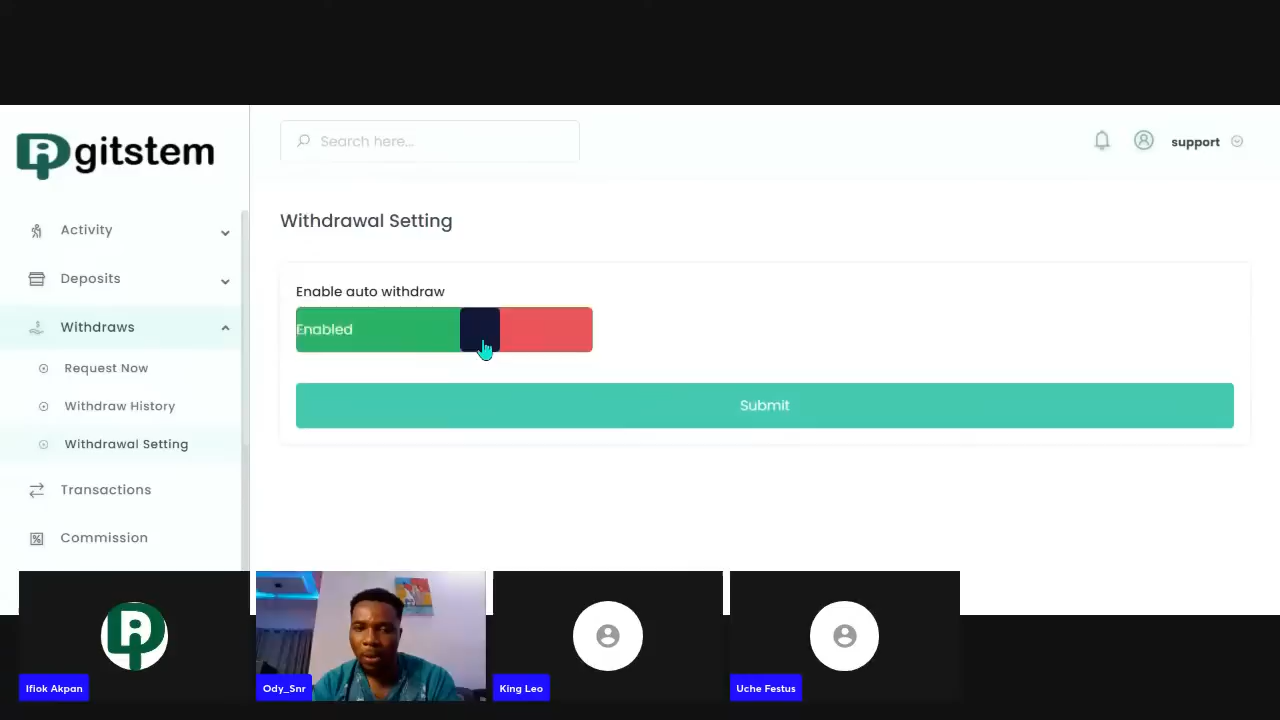 gitstem
Search here...
support
Activity
Deposits
Withdraws
Request Now
Withdraw History
Withdrawal Setting
Transactions
Commission
Withdrawal Setting
Enable auto withdraw
Enabled
Submit
Ifiok Akpan
Ody_Snr
King Leo
Uche Festus